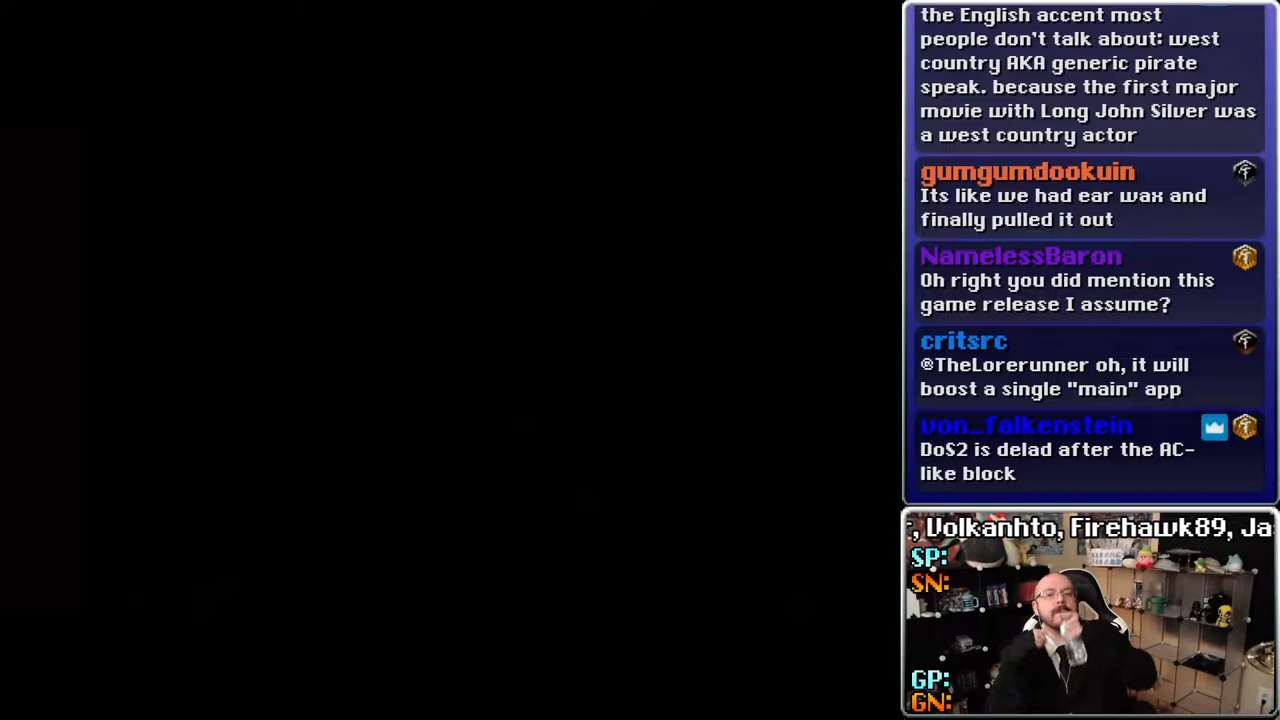 the English accent most
people don't talk about: west
country AKA generic pirate
speak. because the first major
movie with Long John Silver was
a west country actor
gumgumdookuin
Its like we had ear wax and
finally pulled it out
NamelessBaron
Oh right you did mention this
game release I assume?
critsrc
@TheLorerunner oh, it will
boost a single "main" app
von_falkenstein
DoS2 is delad after the AC-
like block
, Volkanhto, Firehawk89, Ja
SP:
SN:
GP:
GN: